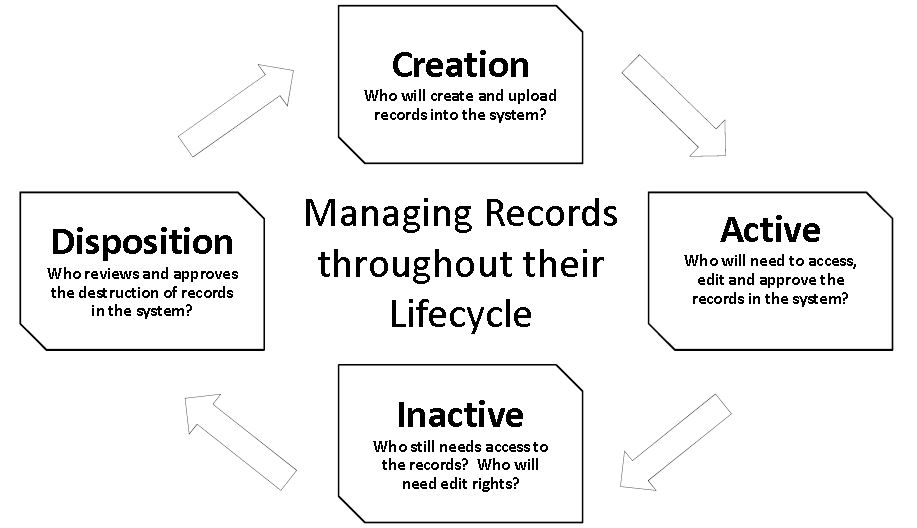 Creation
Who will create and upload
records into the system?
Managing Records
throughout their
Lifecycle
Disposition
Who reviews and approves
the destruction of records
in the system?
Active
Who will need to access,
edit and approve the
records in the system?
Inactive
Who still needs access to
the records?  Who will
need edit rights?